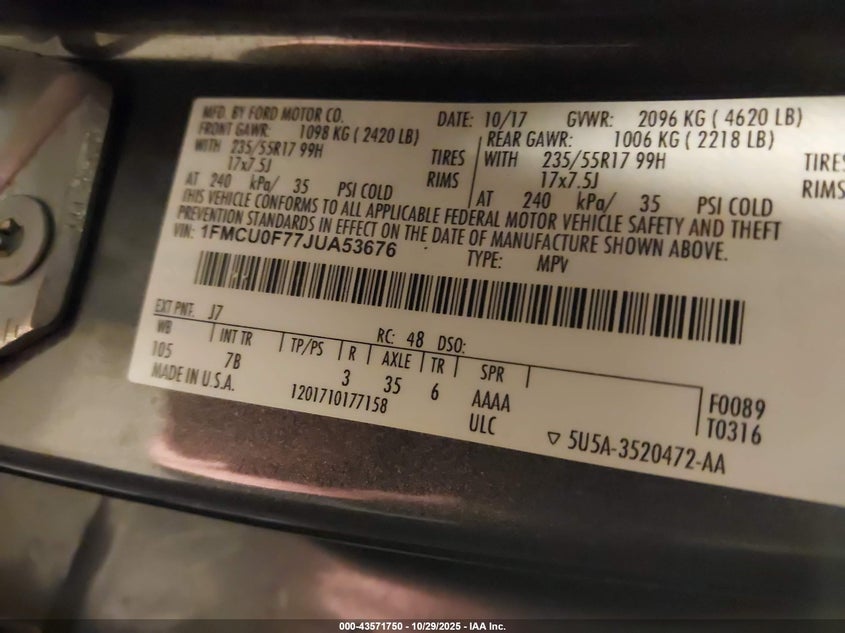 MFD. BY FORD MOTOR CO.
DATE: 10/17 GVWR: 2096 KG ( 4620 LB)
FRONT GAWR: 1098 KG ( 2420 LB)
REAR GAWR: 1006 KG ( 2218 LB)
WITH 235/55R17 99H TIRES
WITH 235/55R17 99H TIRES
17x7.5J RIMS
17x7.5J RIMS
AT 240 kPa/ 35 PSI COLD
AT 240 kPa/ 35 PSI COLD
THIS VEHICLE CONFORMS TO ALL APPLICABLE FEDERAL MOTOR VEHICLE SAFETY AND THEFT
PREVENTION STANDARDS IN EFFECT ON THE DATE OF MANUFACTURE SHOWN ABOVE.
VIN: 1FMCU0F77JUA53676
TYPE: MPV
EXT PNT: J7
RC: 48 DSO:
WB INT TR TP/PS R AXLE TR SPR
105 7B 3 35 6 AAAA
MADE IN U.S.A.
1201710177158
ULC
F0089
T0316
5U5A-3520472-AA
000-43571750 | 10/29/2025 - IAA Inc.